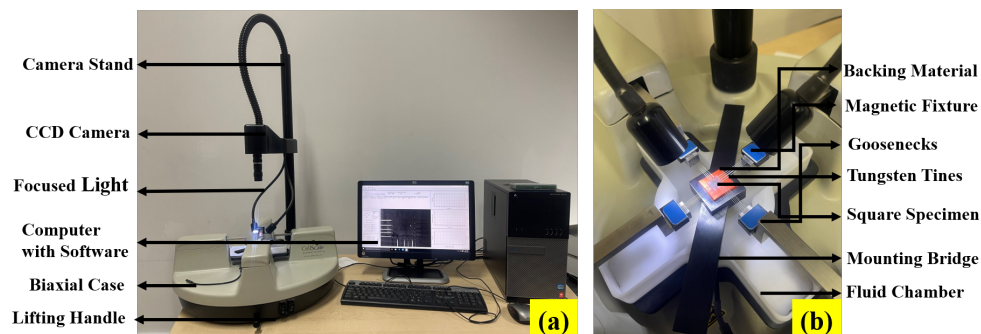 Camera Stand
CCD Camera
Focused Light
Computer
with Software
Biaxial Case
Lifting Handle
(a)
Backing Material
Magnetic Fixture
Goosenecks
Tungsten Tines
Square Specimen
Mounting Bridge
Fluid Chamber
(b)